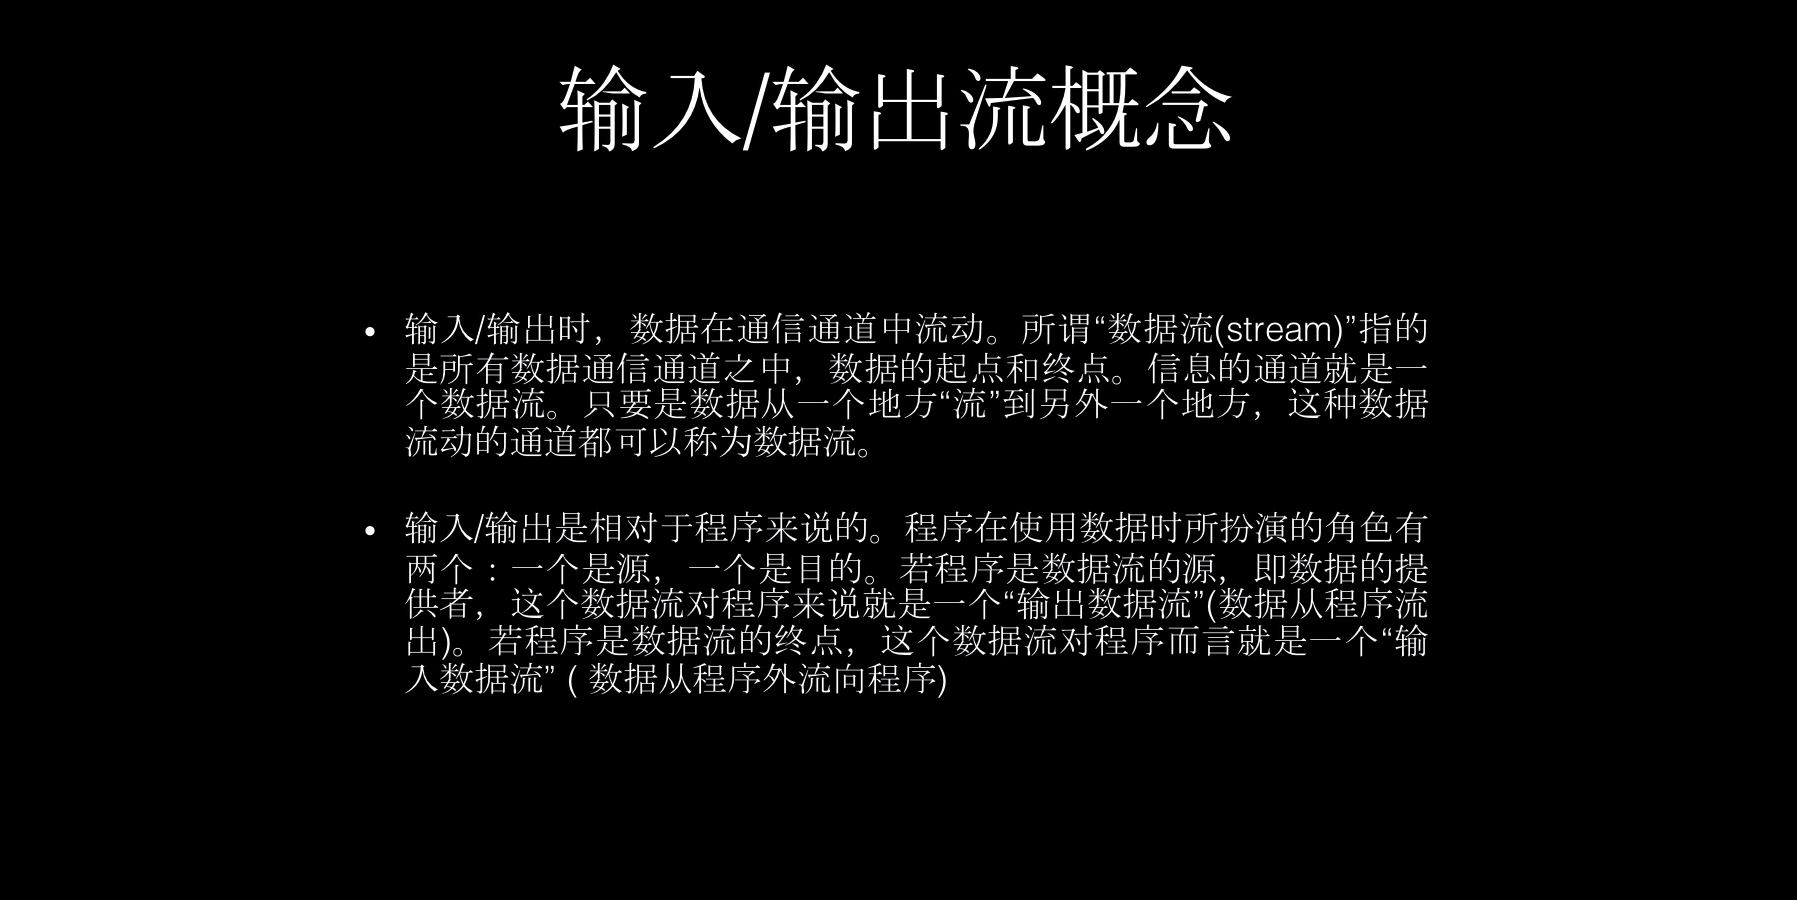 输入/输出流概念
• 输入/输出时，数据在通信通道中流动。所谓“数据流(stream)”指的
是所有数据通信通道之中，数据的起点和终点。信息的通道就是一
个数据流。只要是数据从一个地方“流”到另外一个地方，这种数据
流动的通道都可以称为数据流。
• 输入/输出是相对于程序来说的。程序在使用数据时所扮演的角色有
两个：一个是源，一个是目的。若程序是数据流的源，即数据的提
供者，这个数据流对程序来说就是一个“输出数据流”(数据从程序流
出)。若程序是数据流的终点，这个数据流对程序而言就是一个“输
入数据流” ( 数据从程序外流向程序)